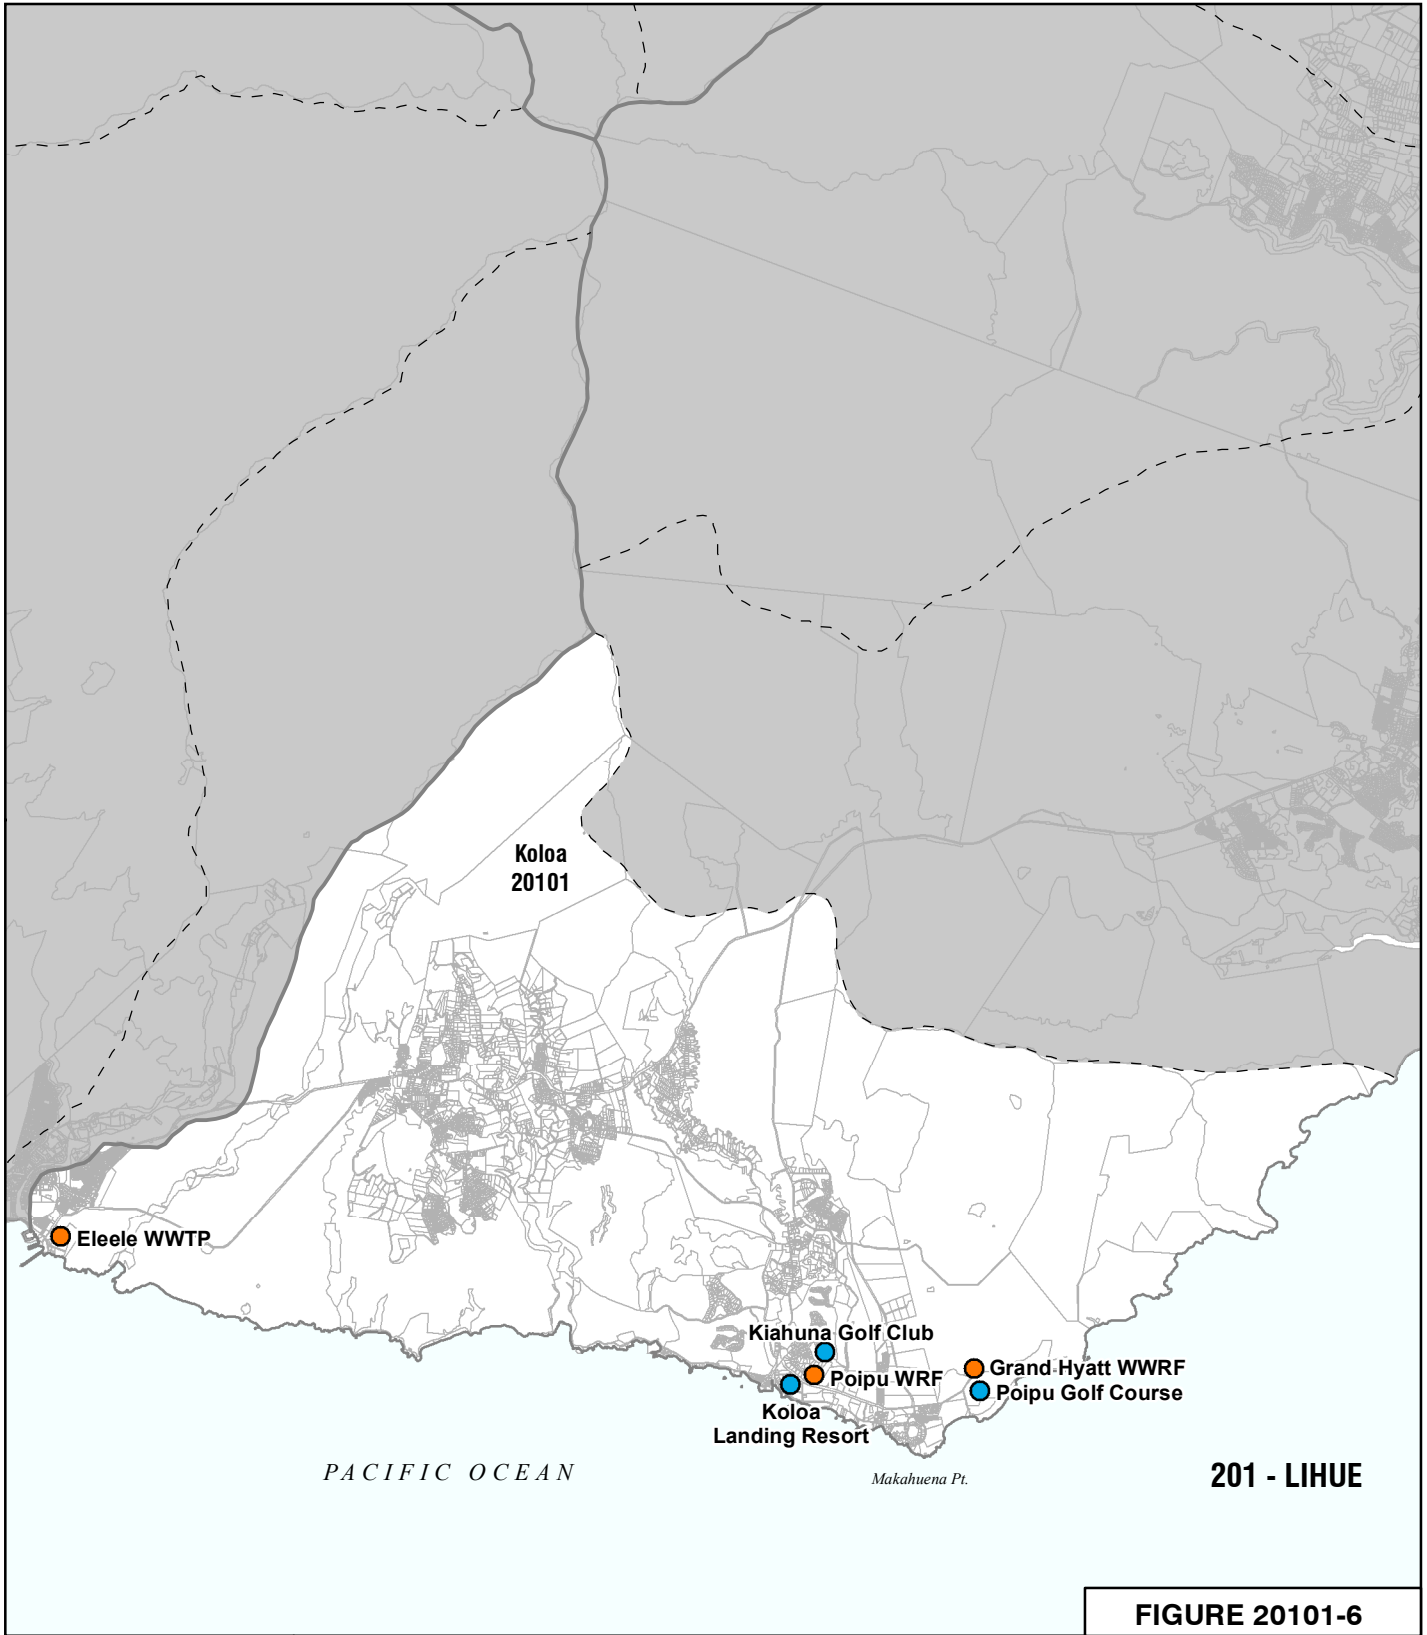 Koloa
20101
Eleele WWTP
Kiahuna Golf Club
Poipu WRF
Grand Hyatt WWRF
Poipu Golf Course
Koloa
Landing Resort
PACIFIC OCEAN
Makahuena Pt.
201 - LIHUE
FIGURE 20101-6